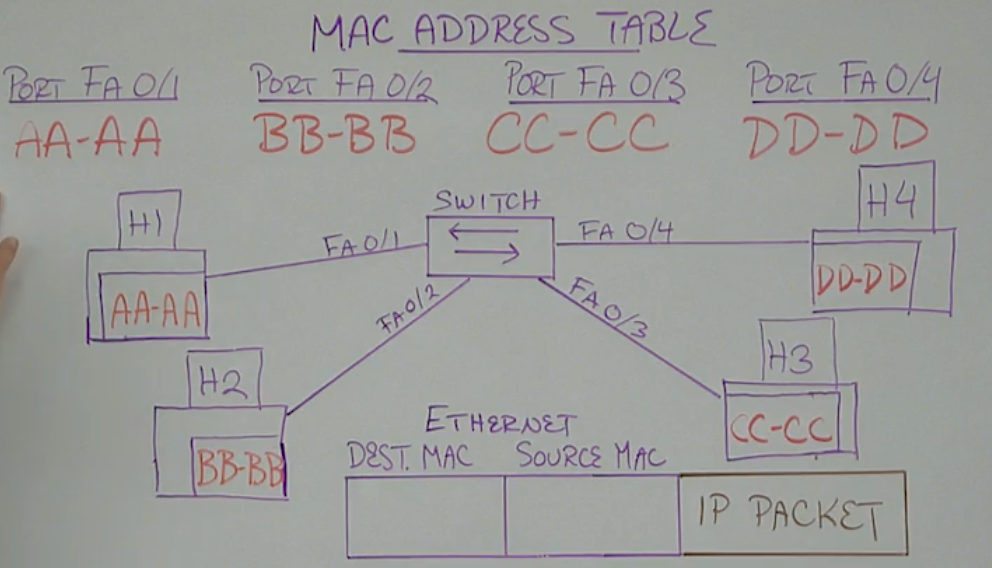 MAC ADDRESS TABLE
PORT FA 0/1 PORT FA 0/2 PORT FA 0/3 PORT FA 0/4
AA-AA BB-BB CC-CC DD-DD
SWITCH
H1
FA 0/1
FA 0/4
H4
AA-AA
DD-DD
FA 0/2
FA 0/3
H2
H3
BB-BB
CC-CC
ETHERNET
DEST. MAC SOURCE MAC
IP PACKET